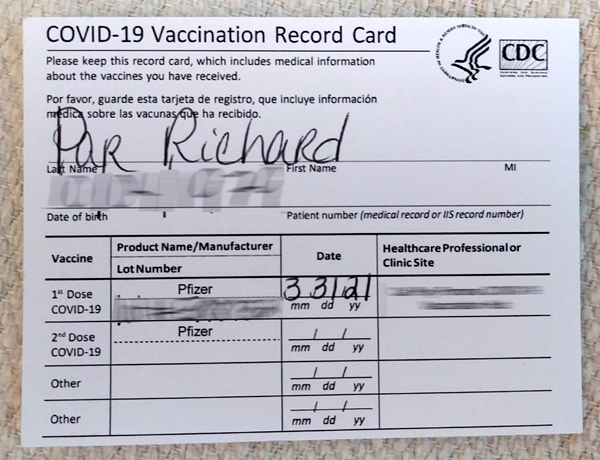 COVID-19 Vaccination Record Card
CDC
Please keep this record card, which includes medical information
about the vaccines you have received.
Por favor, guarde esta tarjeta de registro, que incluye información
médica sobre las vacunas que ha recibido.
Par Richard
Last Name First Name MI
Date of birth Patient number (medical record or IIS record number)
Vaccine Product Name/Manufacturer Date Healthcare Professional or
Lot Number Clinic Site
1st Dose Pfizer 3 3/21
COVID-19 mm dd yy
2nd Dose Pfizer / /
COVID-19 mm dd yy
Other / /
mm dd yy
Other / /
mm dd yy